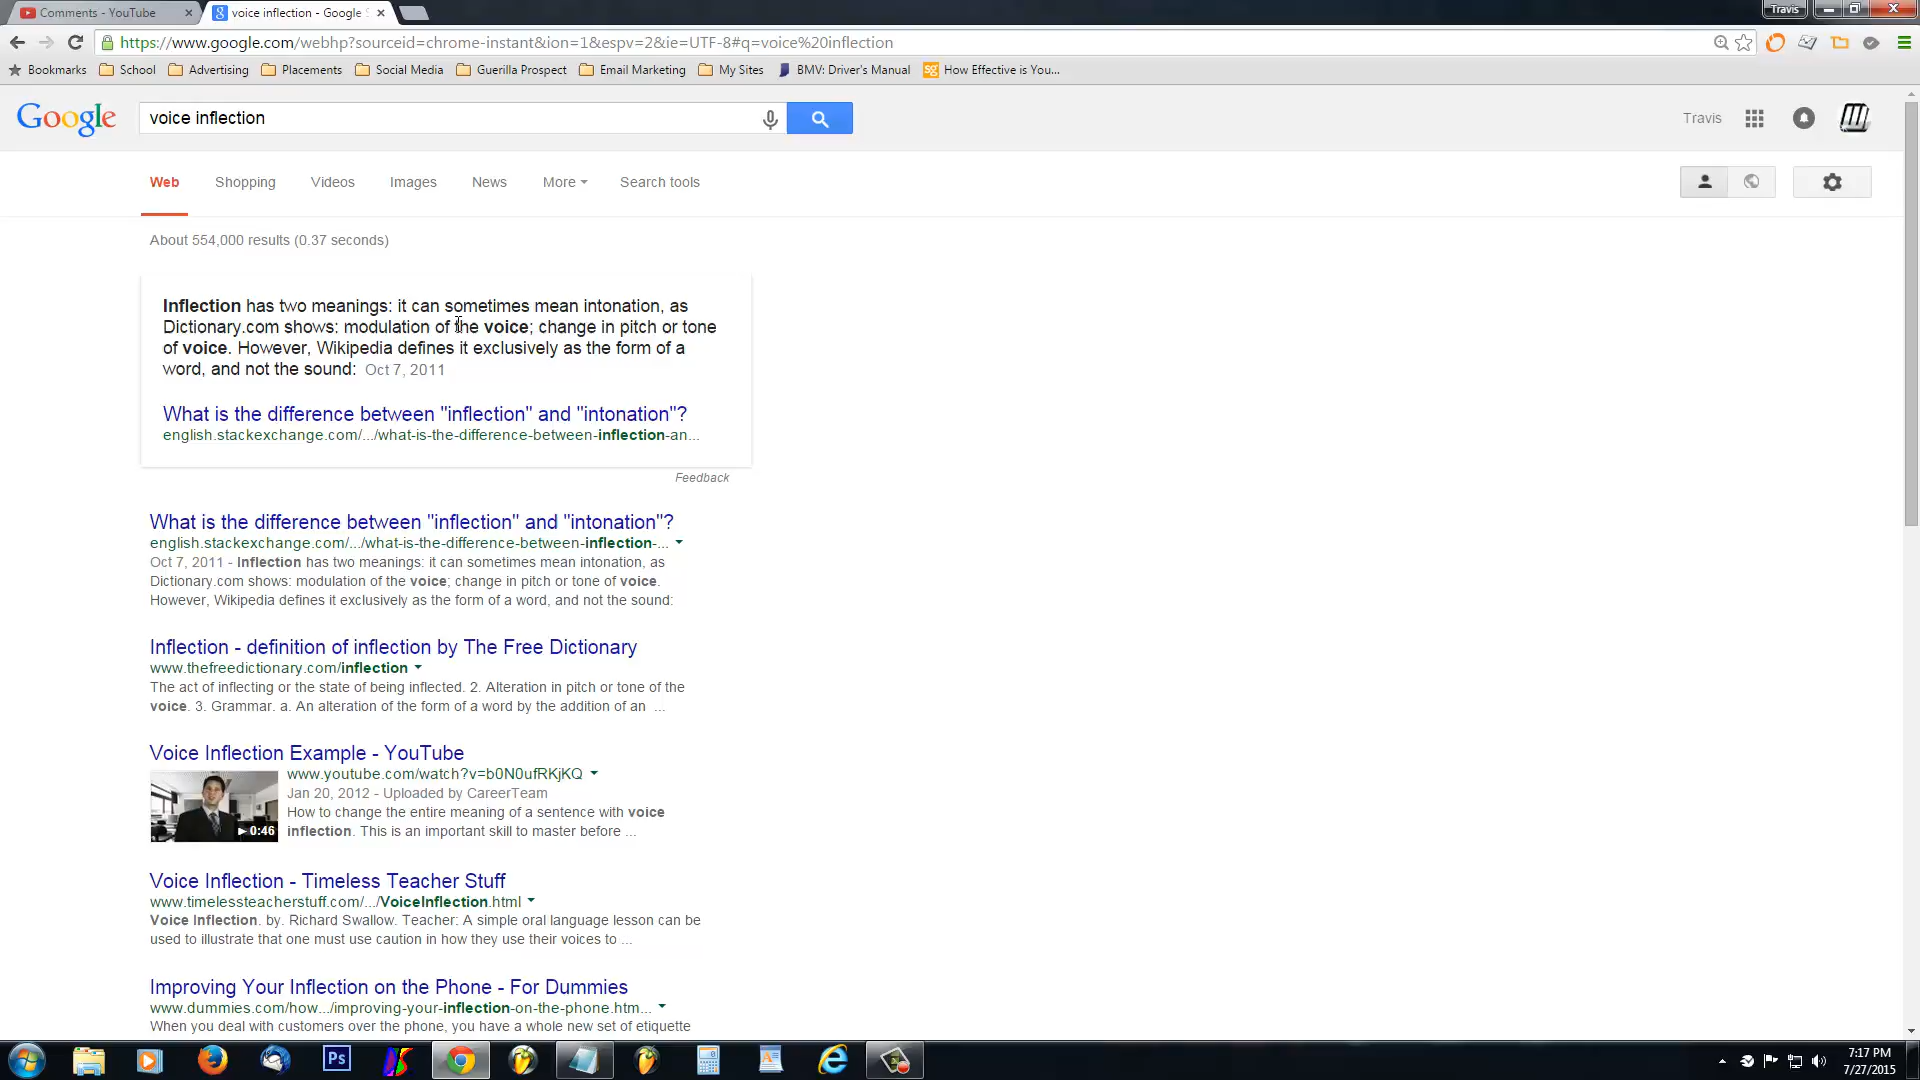 Comments - YouTube
voice inflection - Google
Travis
https://www.google.com/webhp?sourceid=chrome-instant&ion=1&espv=2&ie=UTF-8#q=voice%20inflection
Bookmarks School Advertising Placements Social Media Guerilla Prospect Email Marketing My Sites BMV: Driver's Manual How Effective is You...
Google
voice inflection
Travis
Web Shopping Videos Images News More Search tools
About 554,000 results (0.37 seconds)
Inflection has two meanings: it can sometimes mean intonation, as
Dictionary.com shows: modulation of the voice; change in pitch or tone
of voice. However, Wikipedia defines it exclusively as the form of a
word, and not the sound: Oct 7, 2011
What is the difference between "inflection" and "intonation"?
english.stackexchange.com/.../what-is-the-difference-between-inflection-an...
Feedback
What is the difference between "inflection" and "intonation"?
english.stackexchange.com/.../what-is-the-difference-between-inflection-...
Oct 7, 2011 - Inflection has two meanings: it can sometimes mean intonation, as
Dictionary.com shows: modulation of the voice; change in pitch or tone of voice.
However, Wikipedia defines it exclusively as the form of a word, and not the sound:
Inflection - definition of inflection by The Free Dictionary
www.thefreedictionary.com/inflection
The act of inflecting or the state of being inflected. 2. Alteration in pitch or tone of the
voice. 3. Grammar. a. An alteration of the form of a word by the addition of an ...
Voice Inflection Example - YouTube
www.youtube.com/watch?v=b0N0ufRKjKQ
Jan 20, 2012 - Uploaded by CareerTeam
How to change the entire meaning of a sentence with voice
inflection. This is an important skill to master before ...
0:46
Voice Inflection - Timeless Teacher Stuff
www.timelessteacherstuff.com/.../VoiceInflection.html
Voice Inflection. by. Richard Swallow. Teacher: A simple oral language lesson can be
used to illustrate that one must use caution in how they use their voices to ...
Improving Your Inflection on the Phone - For Dummies
www.dummies.com/how.../improving-your-inflection-on-the-phone.htm...
When you deal with customers over the phone, you have a whole new set of etiquette
Ps
7:17 PM
7/27/2015